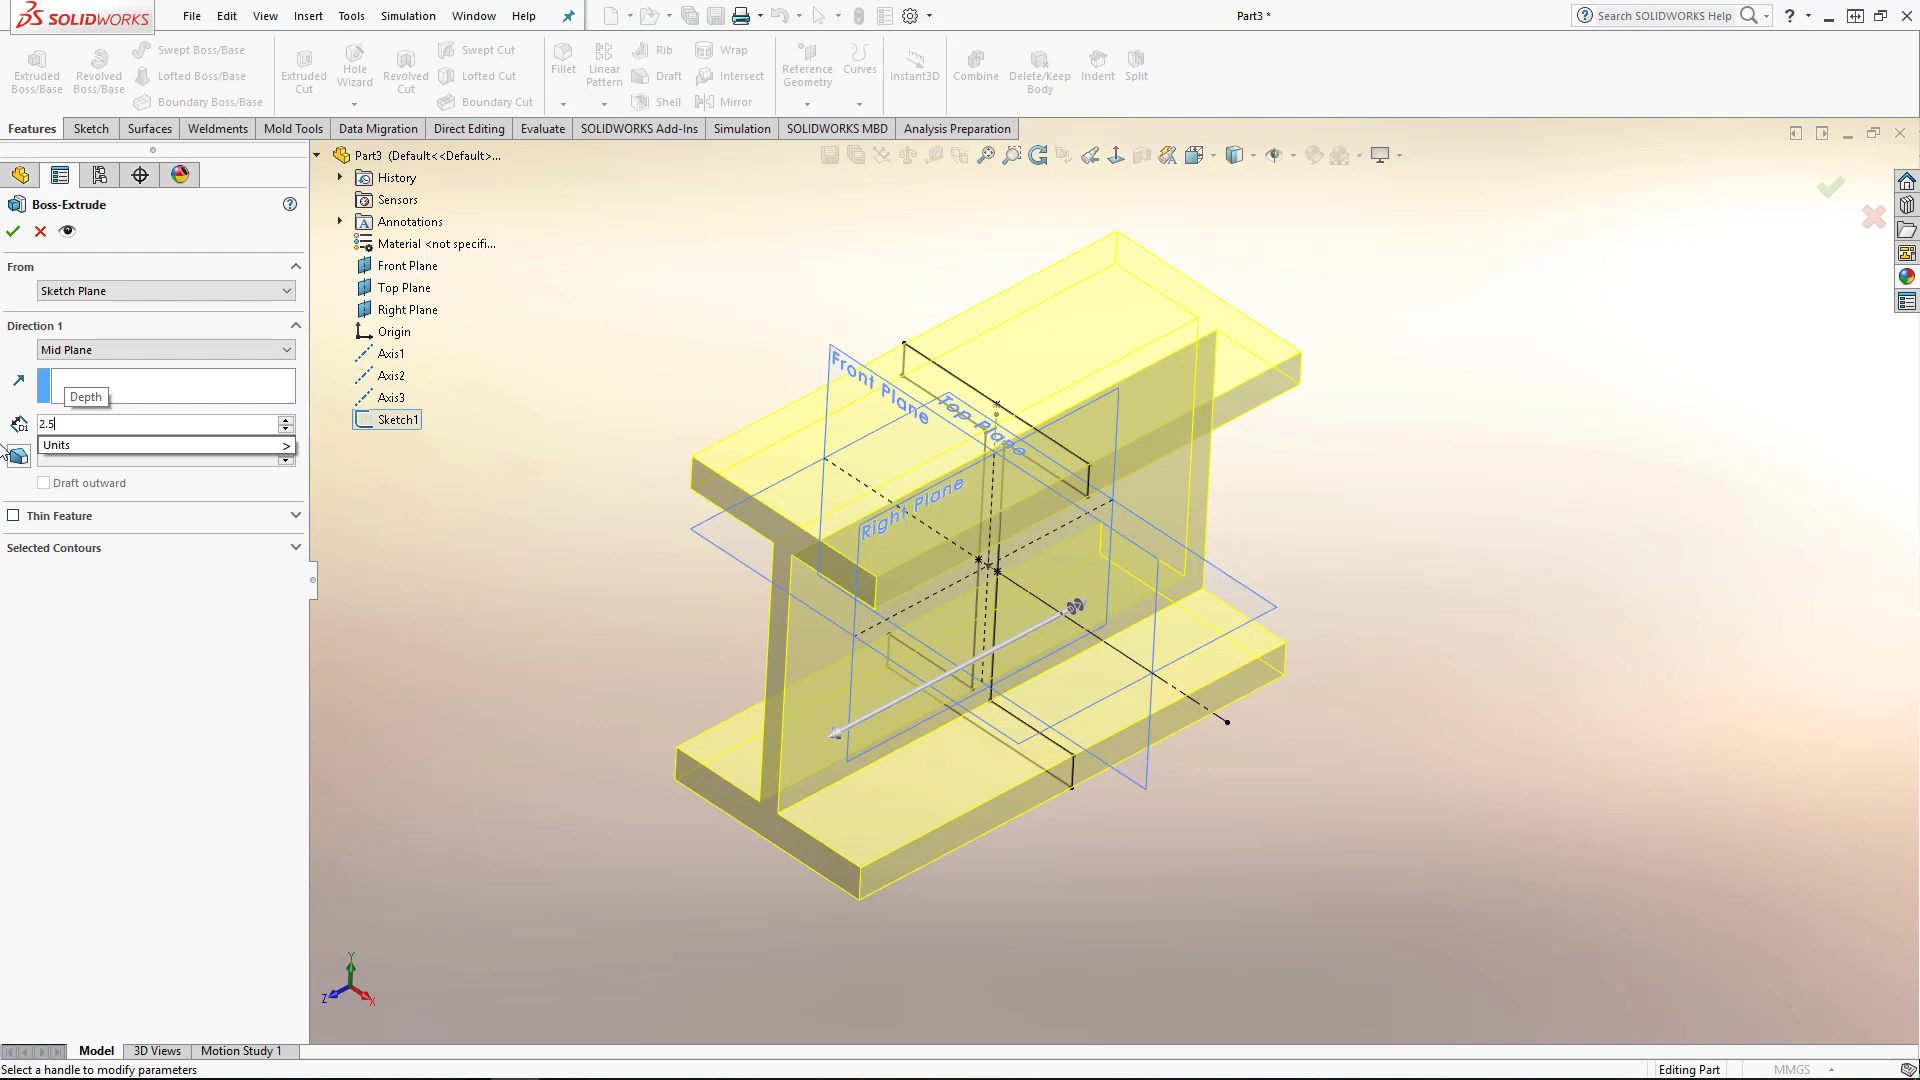 SOLIDWORKS
File Edit View Insert Tools Simulation Window Help
Part3 *
Search SOLIDWORKS Help
Extruded Boss/Base
Revolved Boss/Base
Swept Boss/Base
Lofted Boss/Base
Boundary Boss/Base
Extruded Cut
Hole Wizard
Revolved Cut
Swept Cut
Lofted Cut
Boundary Cut
Fillet
Linear Pattern
Rib
Draft
Shell
Wrap
Intersect
Mirror
Reference Geometry
Curves
Instant3D
Combine
Delete/Keep Body
Indent
Split
Features Sketch Surfaces Weldments Mold Tools Data Migration Direct Editing Evaluate SOLIDWORKS Add-Ins Simulation SOLIDWORKS MBD Analysis Preparation
Boss-Extrude
From
Sketch Plane
Direction 1
Mid Plane
Depth
D1
2.5
Units >
Draft outward
Thin Feature
Selected Contours
Part3 (Default<<Default>...
History
Sensors
A Annotations
Material <not specifi...
Front Plane
Top Plane
Right Plane
Origin
Axis1
Axis2
Axis3
Sketch1
Front Plane
Top Plane
Right Plane
Y
Z
X
Model 3D Views Motion Study 1
Select a handle to modify parameters
Editing Part
MMGS